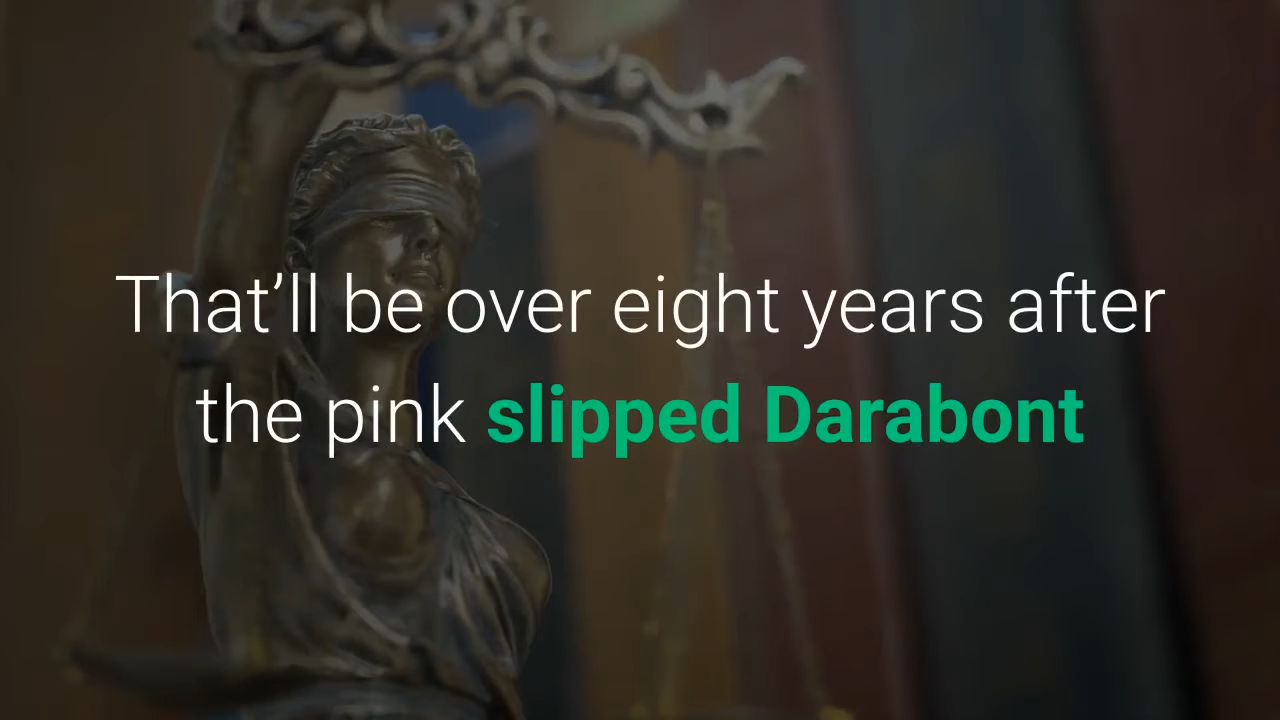 That’ll be over eight years after
the pink slipped Darabont